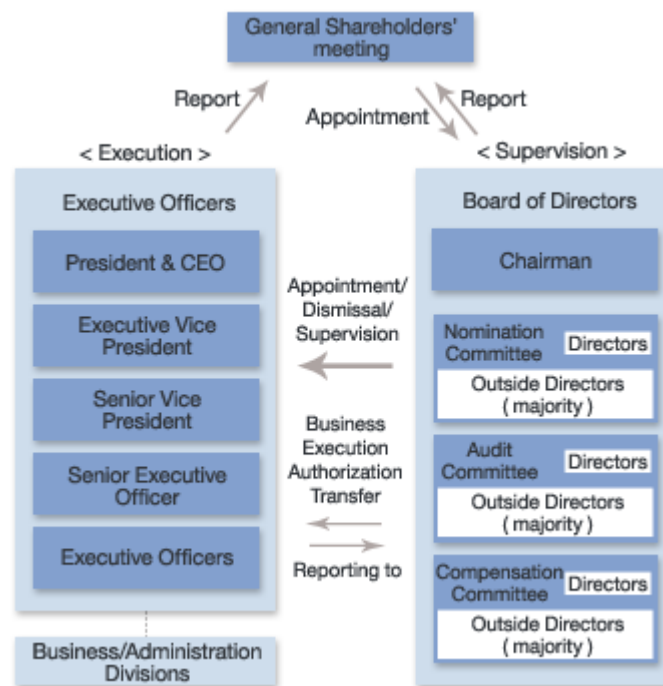 General Shareholders'
meeting
Report
Appointment
Report
< Execution >
< Supervision >
Executive Officers
President & CEO
Executive Vice
President
Senior Vice
President
Senior Executive
Officer
Executive Officers
Business/Administration
Divisions
Appointment/
Dismissal/
Supervision
Business
Execution
Authorization
Transfer
Reporting to
Board of Directors
Chairman
Nomination
Committee
Directors
Outside Directors
( majority )
Audit
Committee
Directors
Outside Directors
( majority )
Compensation
Committee
Directors
Outside Directors
( majority )